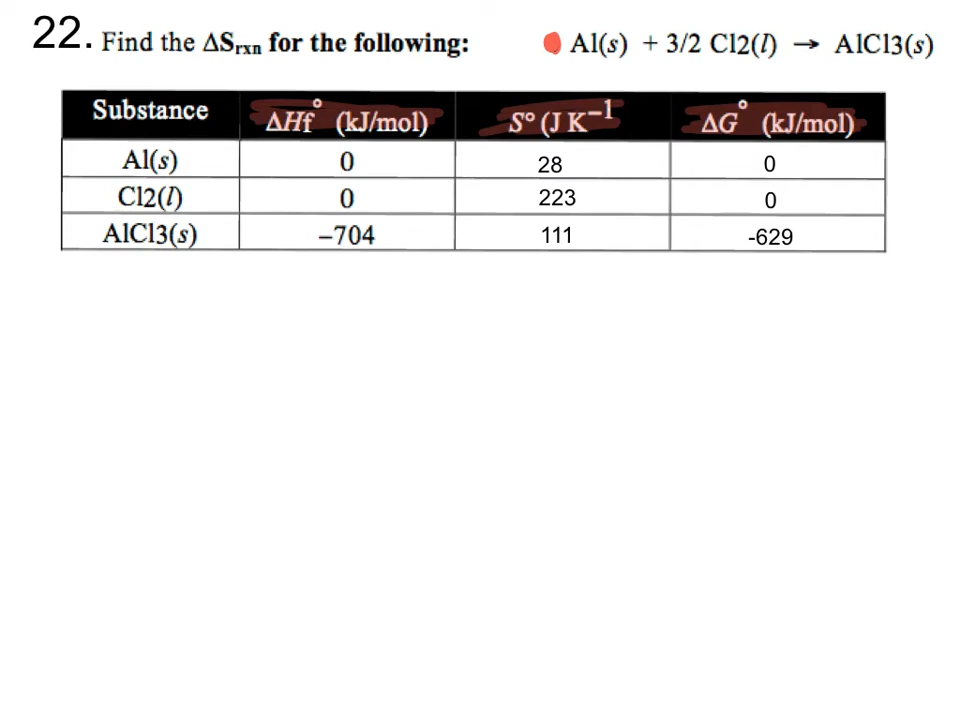 22. Find the ΔSrxn for the following: Al(s) + 3/2 Cl2(l) → AlCl3(s)
Substance ΔHf° (kJ/mol) S° (J K−1 ΔG° (kJ/mol)
Al(s) 0 28 0
Cl2(l) 0 223 0
AlCl3(s) −704 111 -629